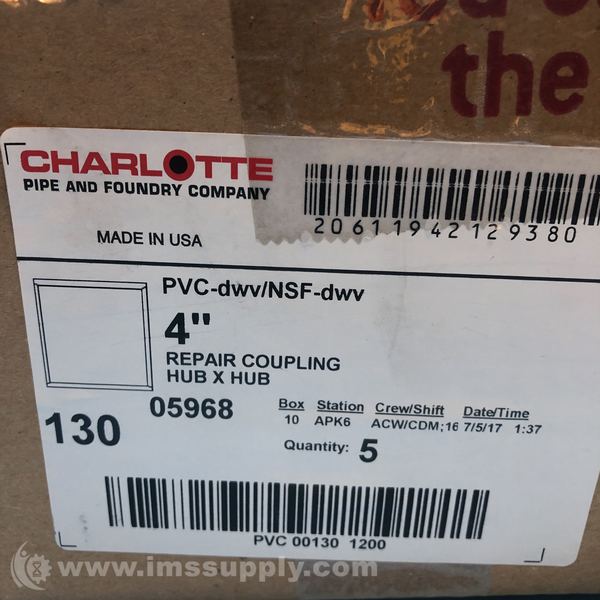 the
CHARLOTTE
PIPE AND FOUNDRY COMPANY
20611942129380
MADE IN USA
PVC-dwv/NSF-dwv
4"
REPAIR COUPLING
HUB X HUB
05968
130
Box Station Crew/Shift Date/Time
10 APK6 ACW/CDM;16 7/5/17 1:37
Quantity: 5
PVC 00130 1200
www.imssupply.com